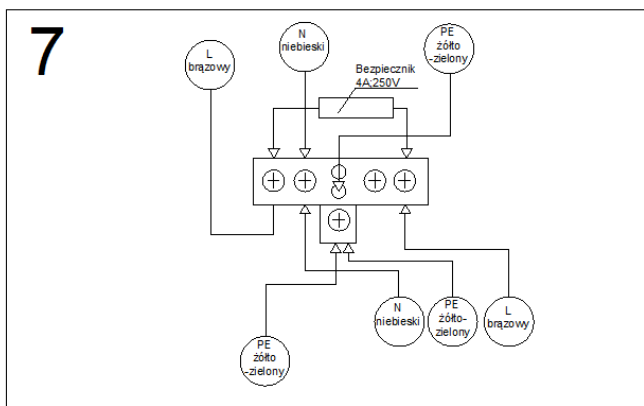 7
L
brązowy
N
niebieski
PE
żółto
-zielony
Bezpiecznik
4A;250V
PE
żółto
-zielony
N
niebieski
PE
żółto-
zielony
L
brązowy